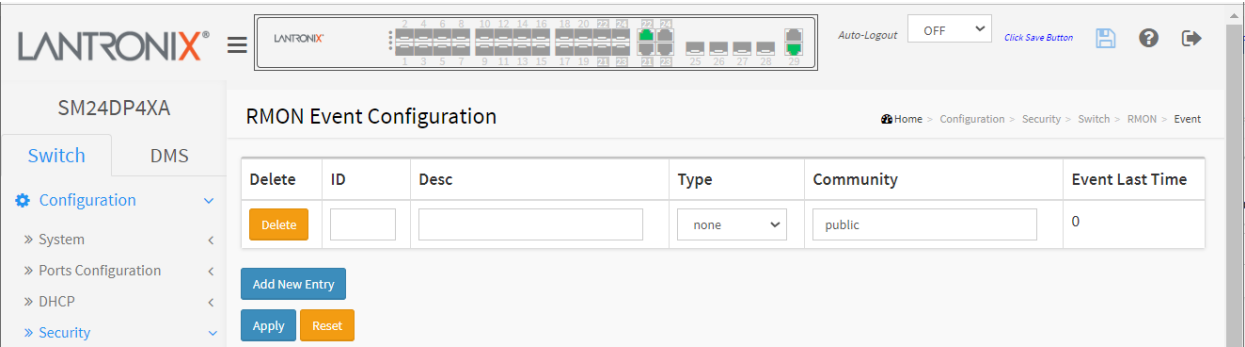 LANTRONIX®
LANTRONIX
2 4 6 8 10 12 14 16 18 20 22 24 22 24
1 3 5 7 9 11 13 15 17 19 21 23 21 23 25 26 27 28 29
Auto-Logout OFF Click Save Button
SM24DP4XA
RMON Event Configuration
Home > Configuration > Security > Switch > RMON > Event
Switch DMS
Delete ID Desc Type Community Event Last Time
Configuration
Delete none public 0
» System
» Ports Configuration
Add New Entry
» DHCP
» Security
Apply Reset